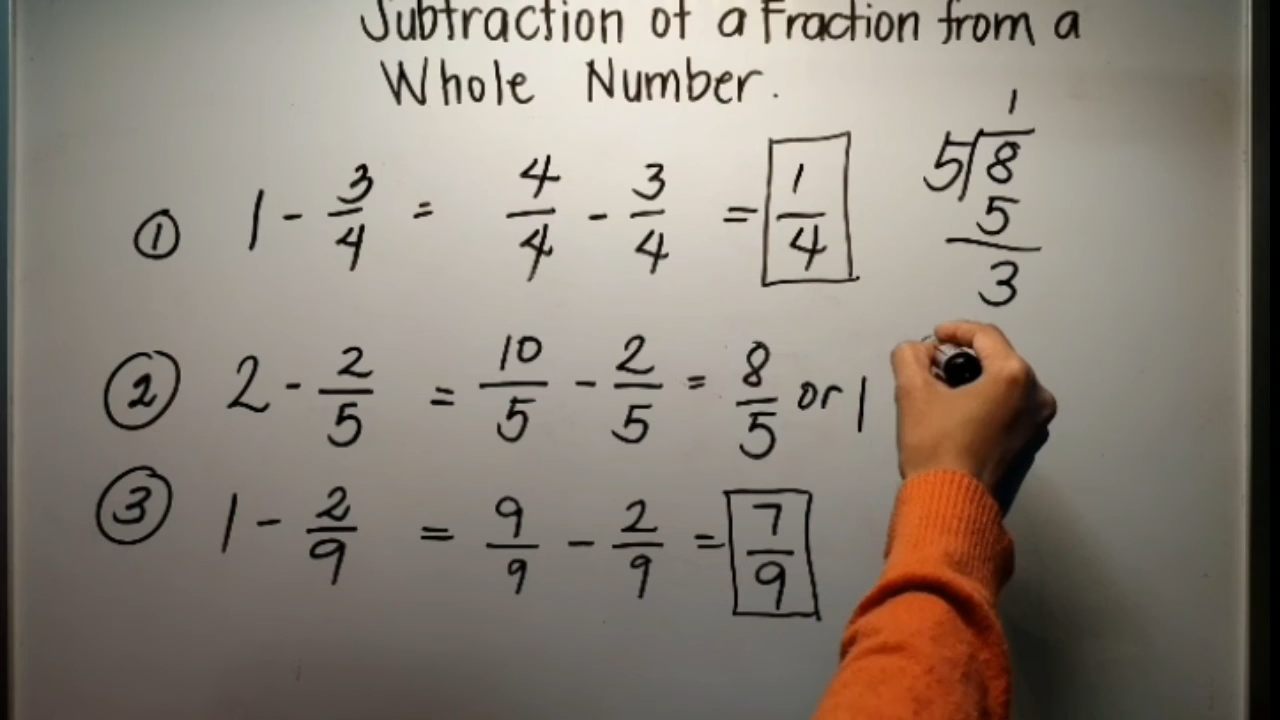 Subtraction of a Fraction from a
Whole Number.
① 1 - 3/4 = 4/4 - 3/4 = 1/4
② 2 - 2/5 = 10/5 - 2/5 = 8/5 or 1
③ 1 - 2/9 = 9/9 - 2/9 = 7/9
1
5)8
5
3